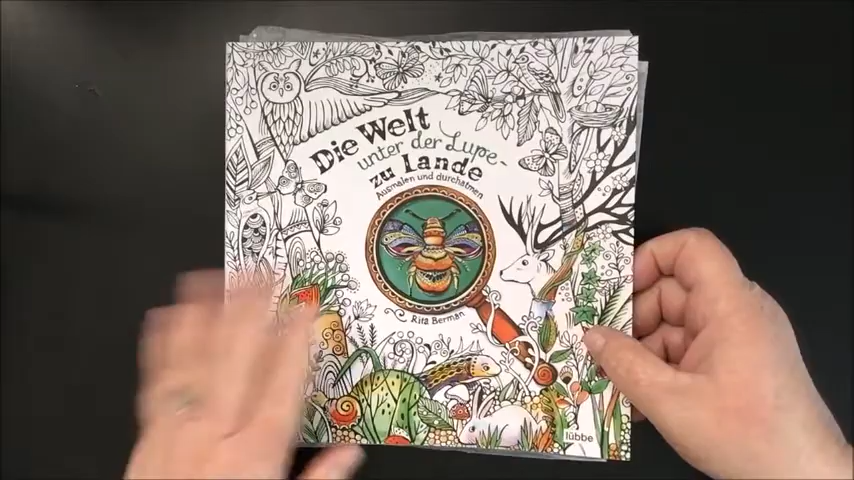 Die Welt
unter der Lupe
zu Lande
Ausmalen und durchatmen
Rita Berman
lübbe